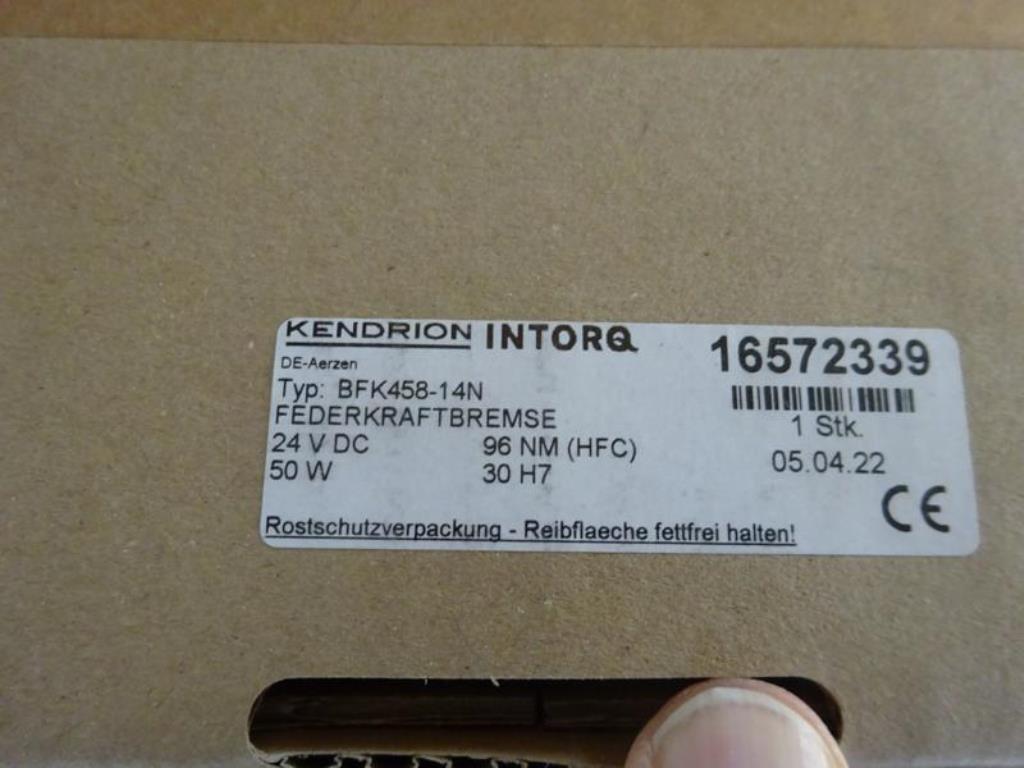 KENDRION INTORQ
16572339
DE-Aerzen
Typ: BFK458-14N
FEDERKRAFTBREMSE
1 Stk.
24 V DC 96 NM (HFC)
05.04.22
50 W 30 H7
CE
Rostschutzverpackung - Reibflaeche fettfrei halten!